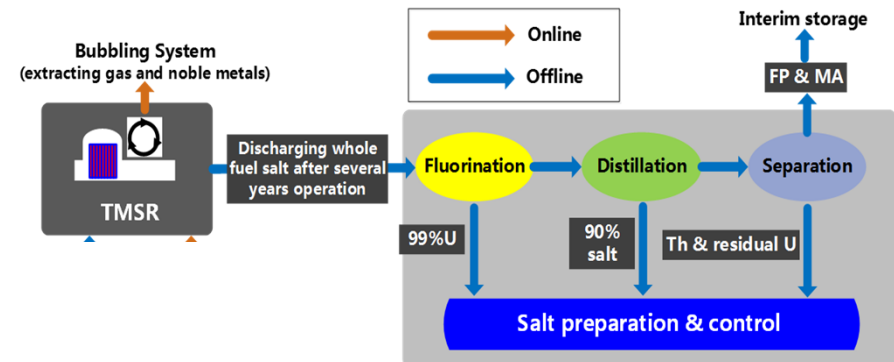 Bubbling System
(extracting gas and noble metals)
Online
Offline
Interim storage
FP & MA
TMSR
Discharging whole
fuel salt after several
years operation
Fluorination
Distillation
Separation
99%U
90%
salt
Th & residual U
Salt preparation & control